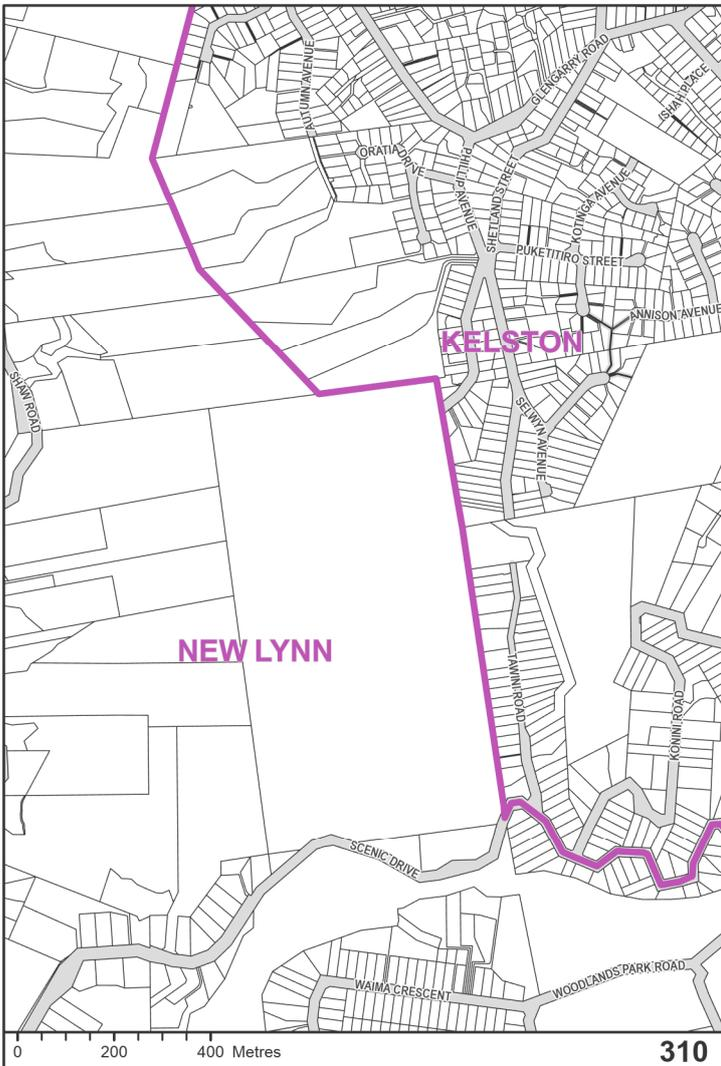 AUTUMN AVENUE
GLENGARRY ROAD
ISHAH PLACE
ORATIA DRIVE
PHILLIP AVENUE
SHETLAND STREET
KOTINGA AVENUE
PUKETITIRO STREET
ANNISON AVENUE
KELSTON
SHAW ROAD
SELWYN AVENUE
NEW LYNN
TAWINI ROAD
KONINI ROAD
SCENIC DRIVE
WAIMA CRESCENT
WOODLANDS PARK ROAD
0 200 400 Metres
310